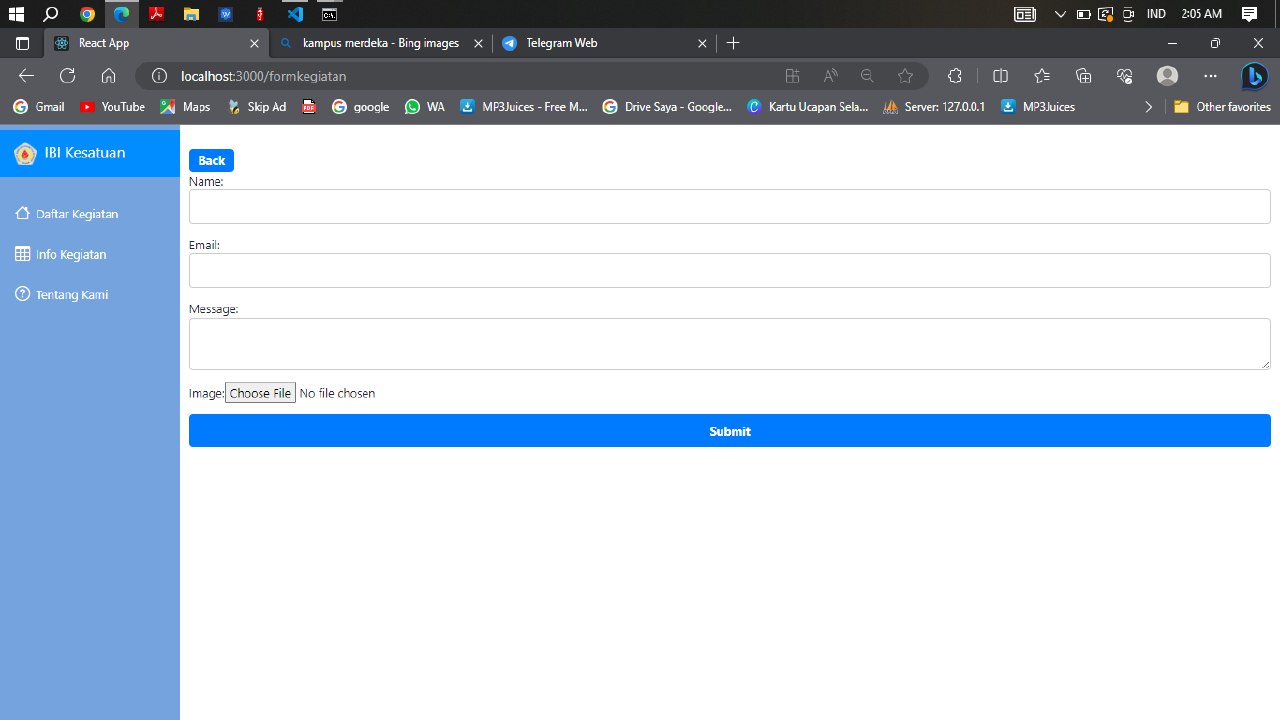 IND 2:05 AM
React App
kampus merdeka - Bing images
Telegram Web
localhost:3000/formkegiatan
Gmail YouTube Maps Skip Ad google WA MP3Juices - Free M... Drive Saya - Google... Kartu Ucapan Sela... Server: 127.0.0.1 MP3Juices Other favorites
IBI Kesatuan
Daftar Kegiatan
Info Kegiatan
Tentang Kami
Back
Name:
Email:
Message:
Image: Choose File No file chosen
Submit